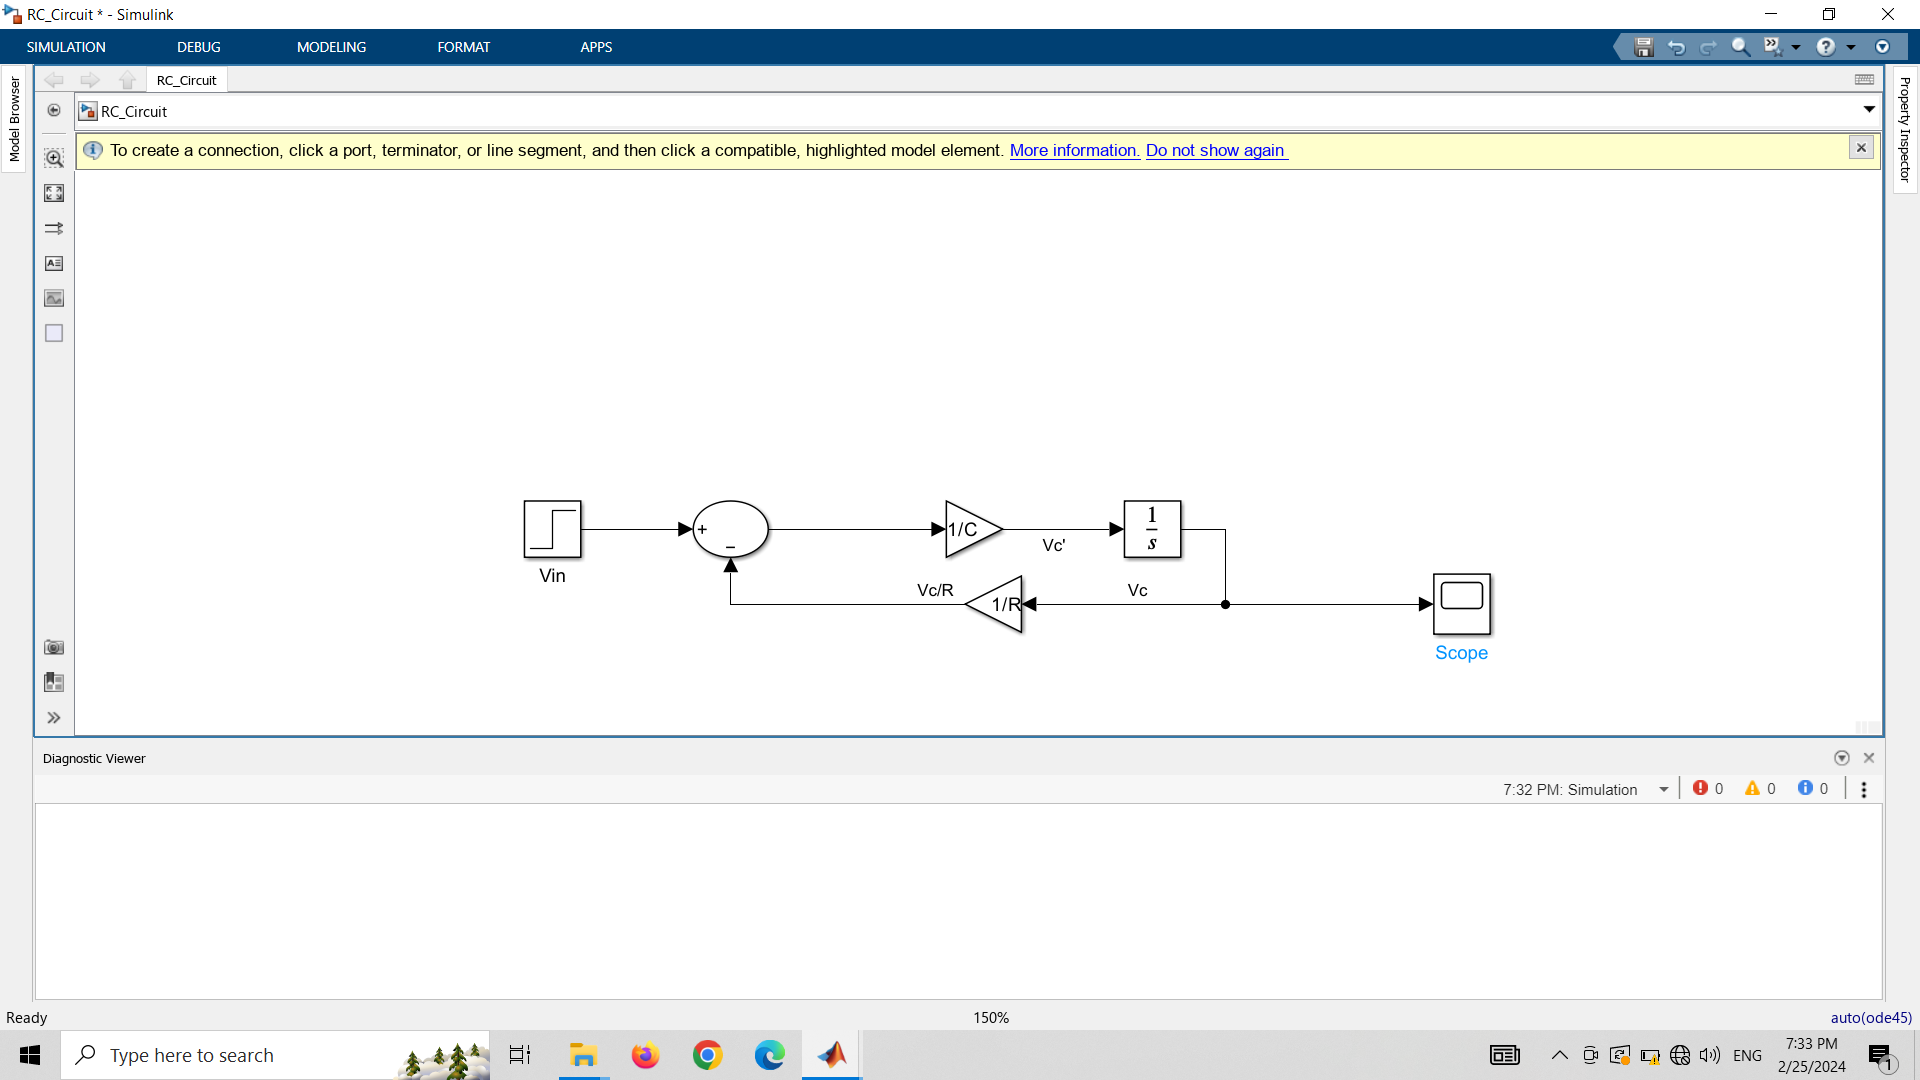 RC_Circuit * - Simulink
SIMULATION DEBUG MODELING FORMAT APPS
Model Browser
RC_Circuit
Property Inspector
RC_Circuit
To create a connection, click a port, terminator, or line segment, and then click a compatible, highlighted model element. More information. Do not show again
+
−
1/C
Vc'
1
s
Vin
Vc/R
1/R
Vc
Scope
Diagnostic Viewer
7:32 PM: Simulation 0 0 0
Ready 150% auto(ode45)
Type here to search
ENG
7:33 PM
2/25/2024
1